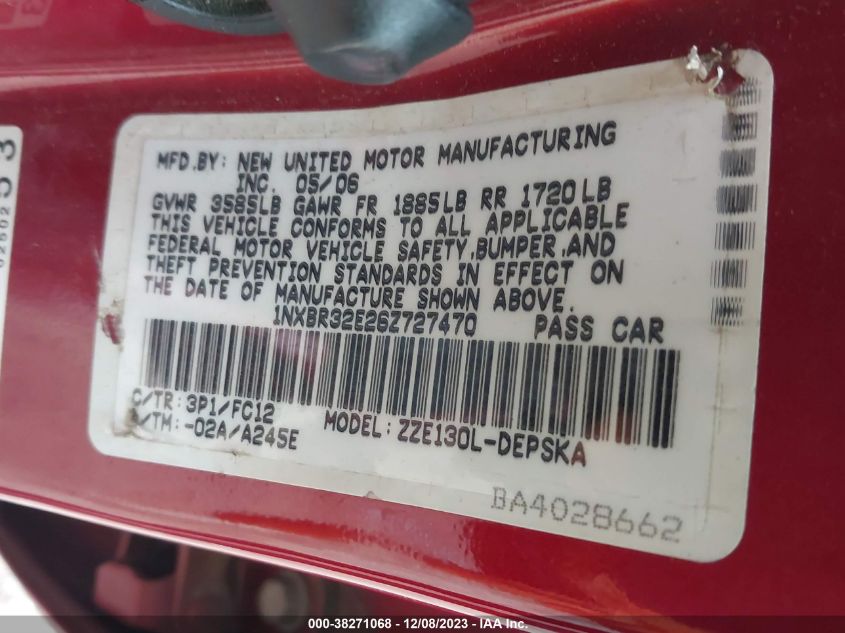 MFD.BY: NEW UNITED MOTOR MANUFACTURING
INC. 05/06
GVWR 3585LB GAWR FR 1885LB RR 1720LB
THIS VEHICLE CONFORMS TO ALL APPLICABLE
FEDERAL MOTOR VEHICLE SAFETY,BUMPER,AND
THEFT PREVENTION STANDARDS IN EFFECT ON
THE DATE OF MANUFACTURE SHOWN ABOVE.
1NXBR32E26Z727470 PASS CAR
C/TR: 3P1/FC12
/TM: -02A/A245E
MODEL: ZZE130L-DEPSKA
BA4028662
000-38271068 - 12/08/2023 - IAA Inc.